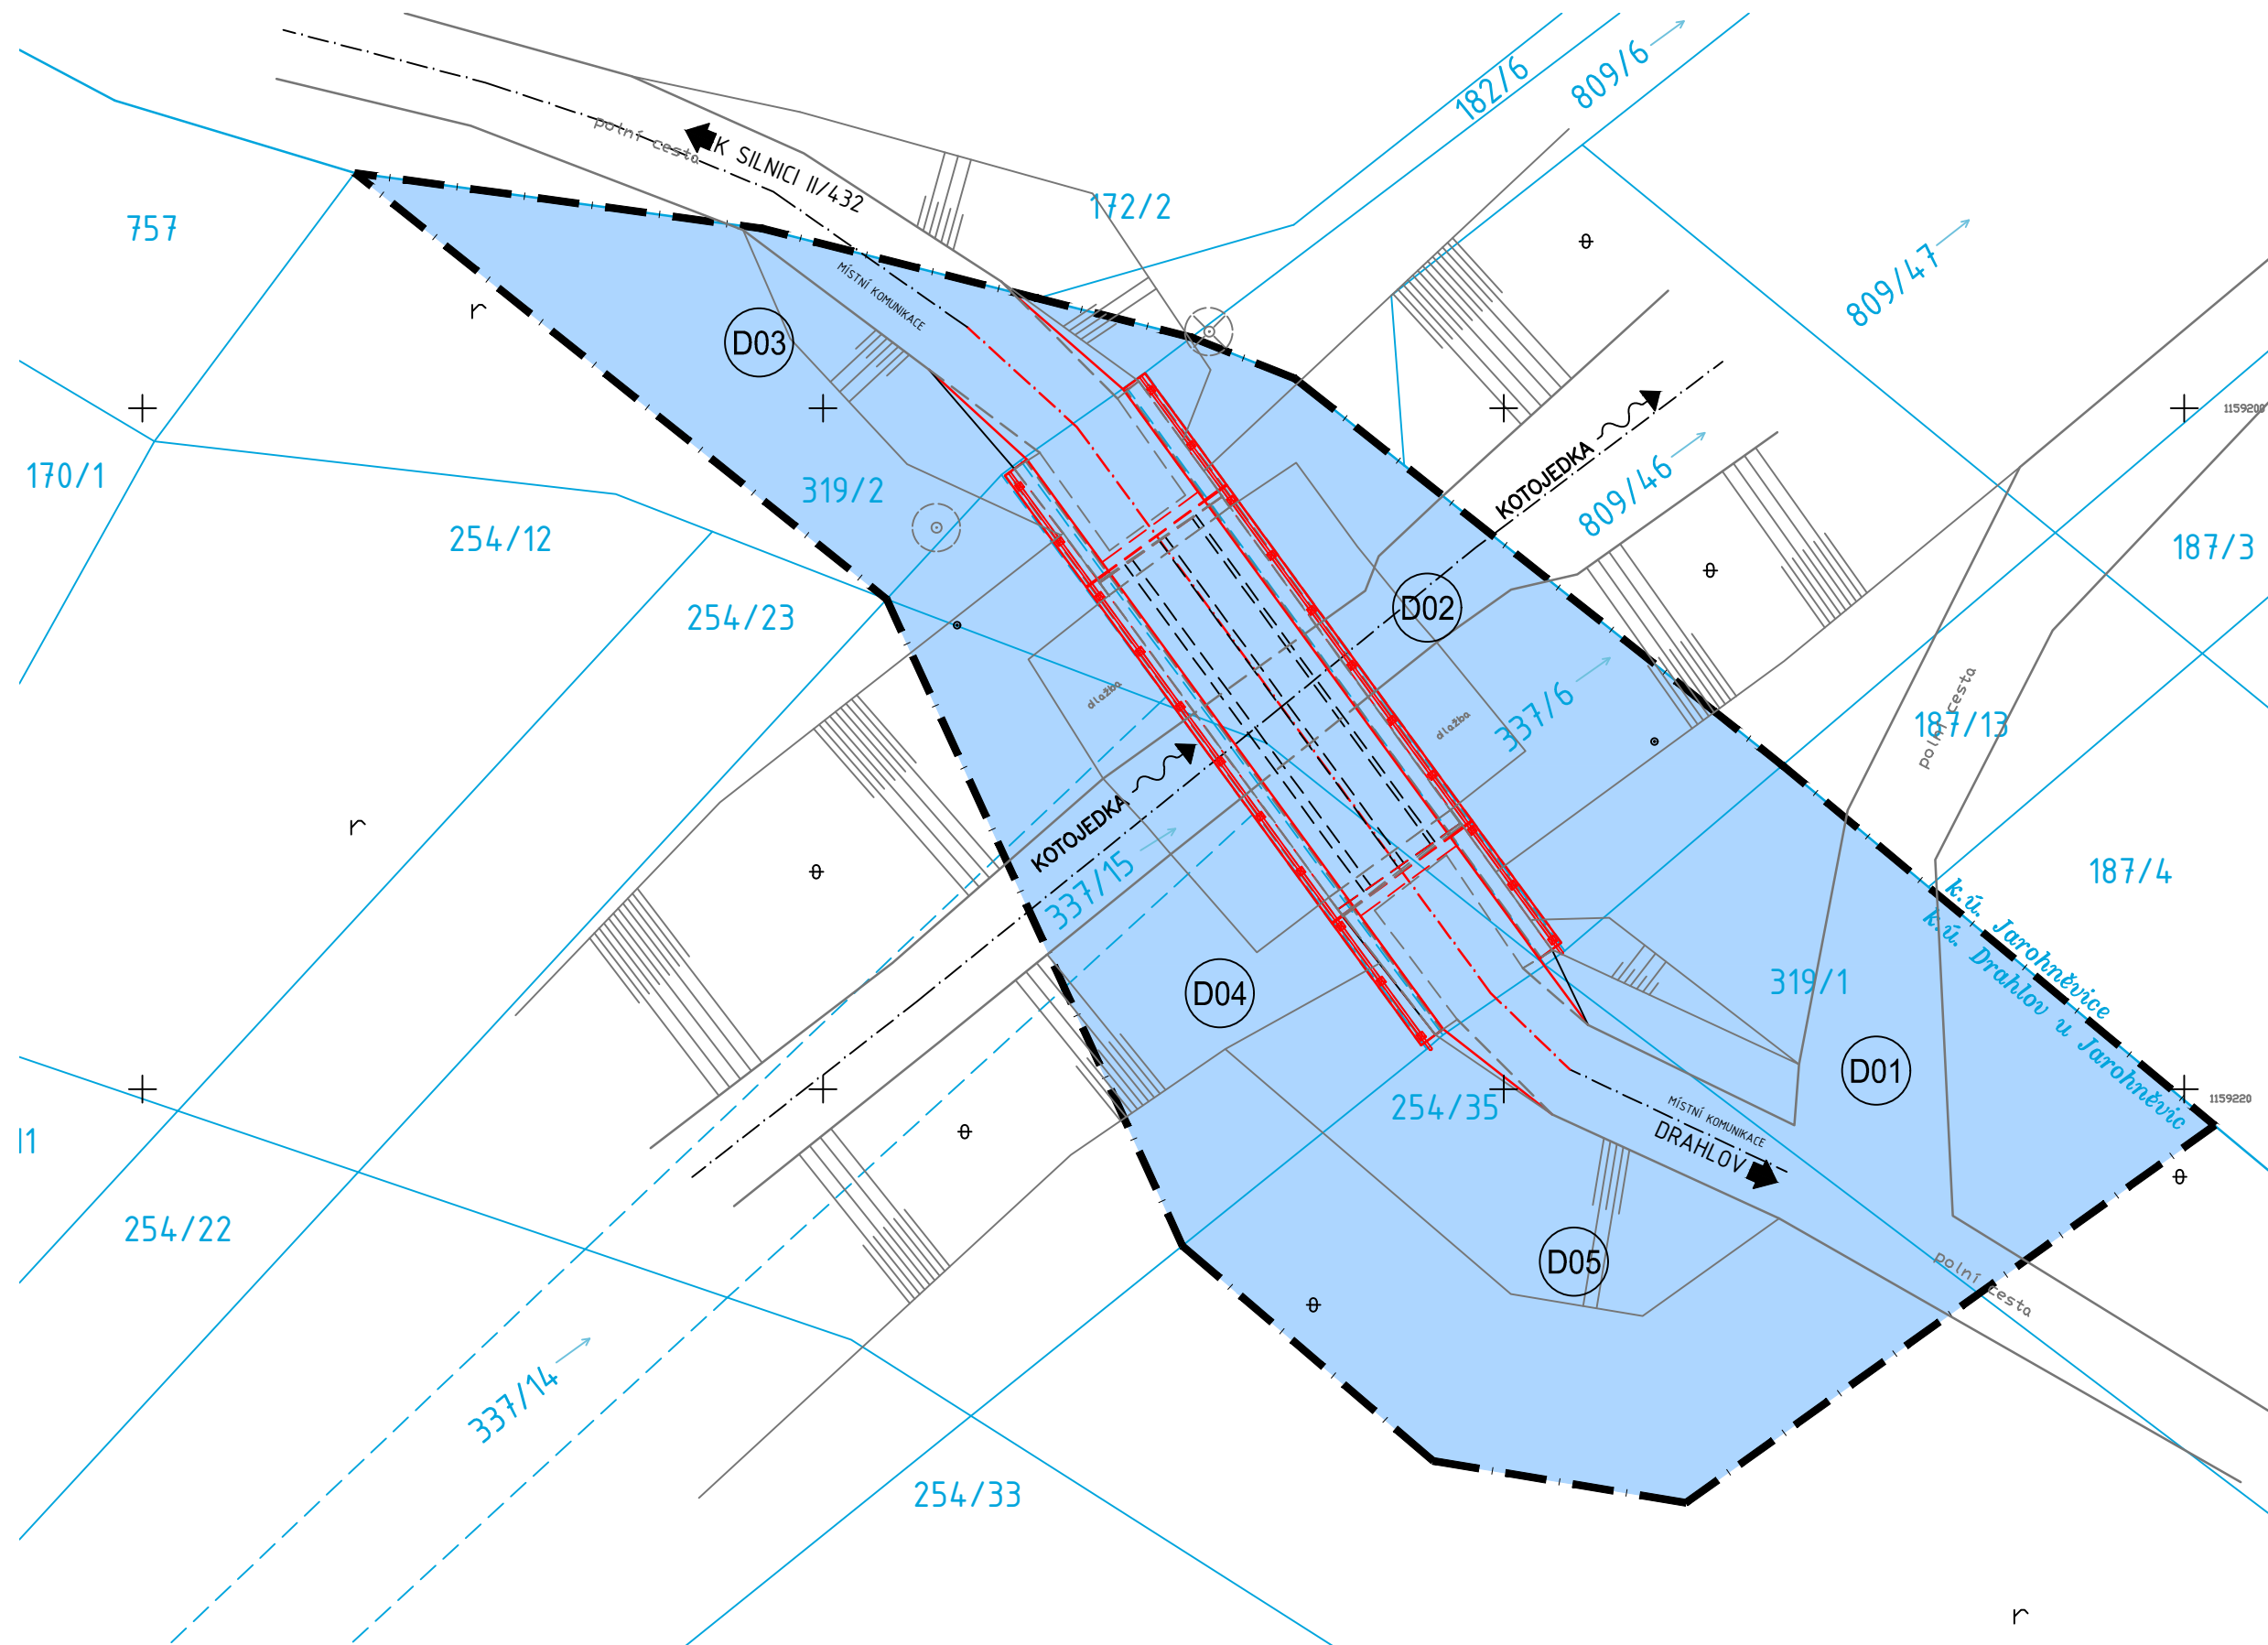 182/6
809/6
polní cesta
K SILNICI II/432
757
172/2
MÍSTNÍ KOMUNIKACE
r
D03
809/47
1159200
170/1
319/2
KOTOJEDKA
809/46
254/12
187/3
254/23
D02
dlažba
337/6
dlažba
187/13
polní cesta
r
KOTOJEDKA
337/15
187/4
k.ú. Jarohněvice
k.ú. Drahlov u Jarohněvic
D04
319/1
D01
254/35
MÍSTNÍ KOMUNIKACE
DRAHLOV
1159220
254/22
D05
polní cesta
337/14
254/33
r